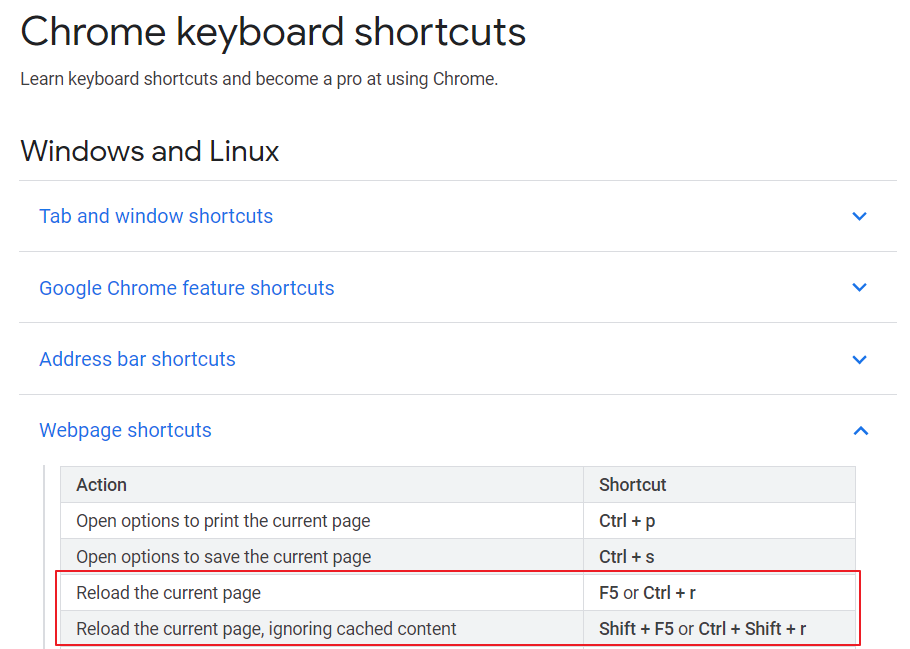 Chrome keyboard shortcuts
Learn keyboard shortcuts and become a pro at using Chrome.
Windows and Linux
Tab and window shortcuts
Google Chrome feature shortcuts
Address bar shortcuts
Webpage shortcuts
Action Shortcut
Open options to print the current page Ctrl + p
Open options to save the current page Ctrl + s
Reload the current page F5 or Ctrl + r
Reload the current page, ignoring cached content Shift + F5 or Ctrl + Shift + r